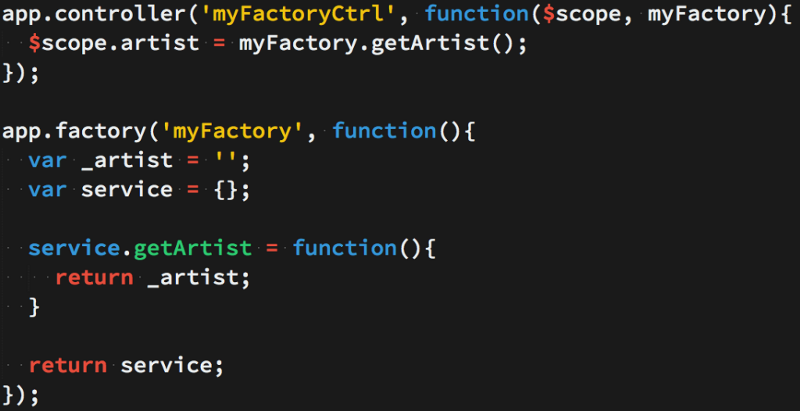 app.controller('myFactoryCtrl', function($scope, myFactory){
  $scope.artist = myFactory.getArtist();
});

app.factory('myFactory', function(){
  var _artist = '';
  var service = {};

  service.getArtist = function(){
    return _artist;
  }

  return service;
});